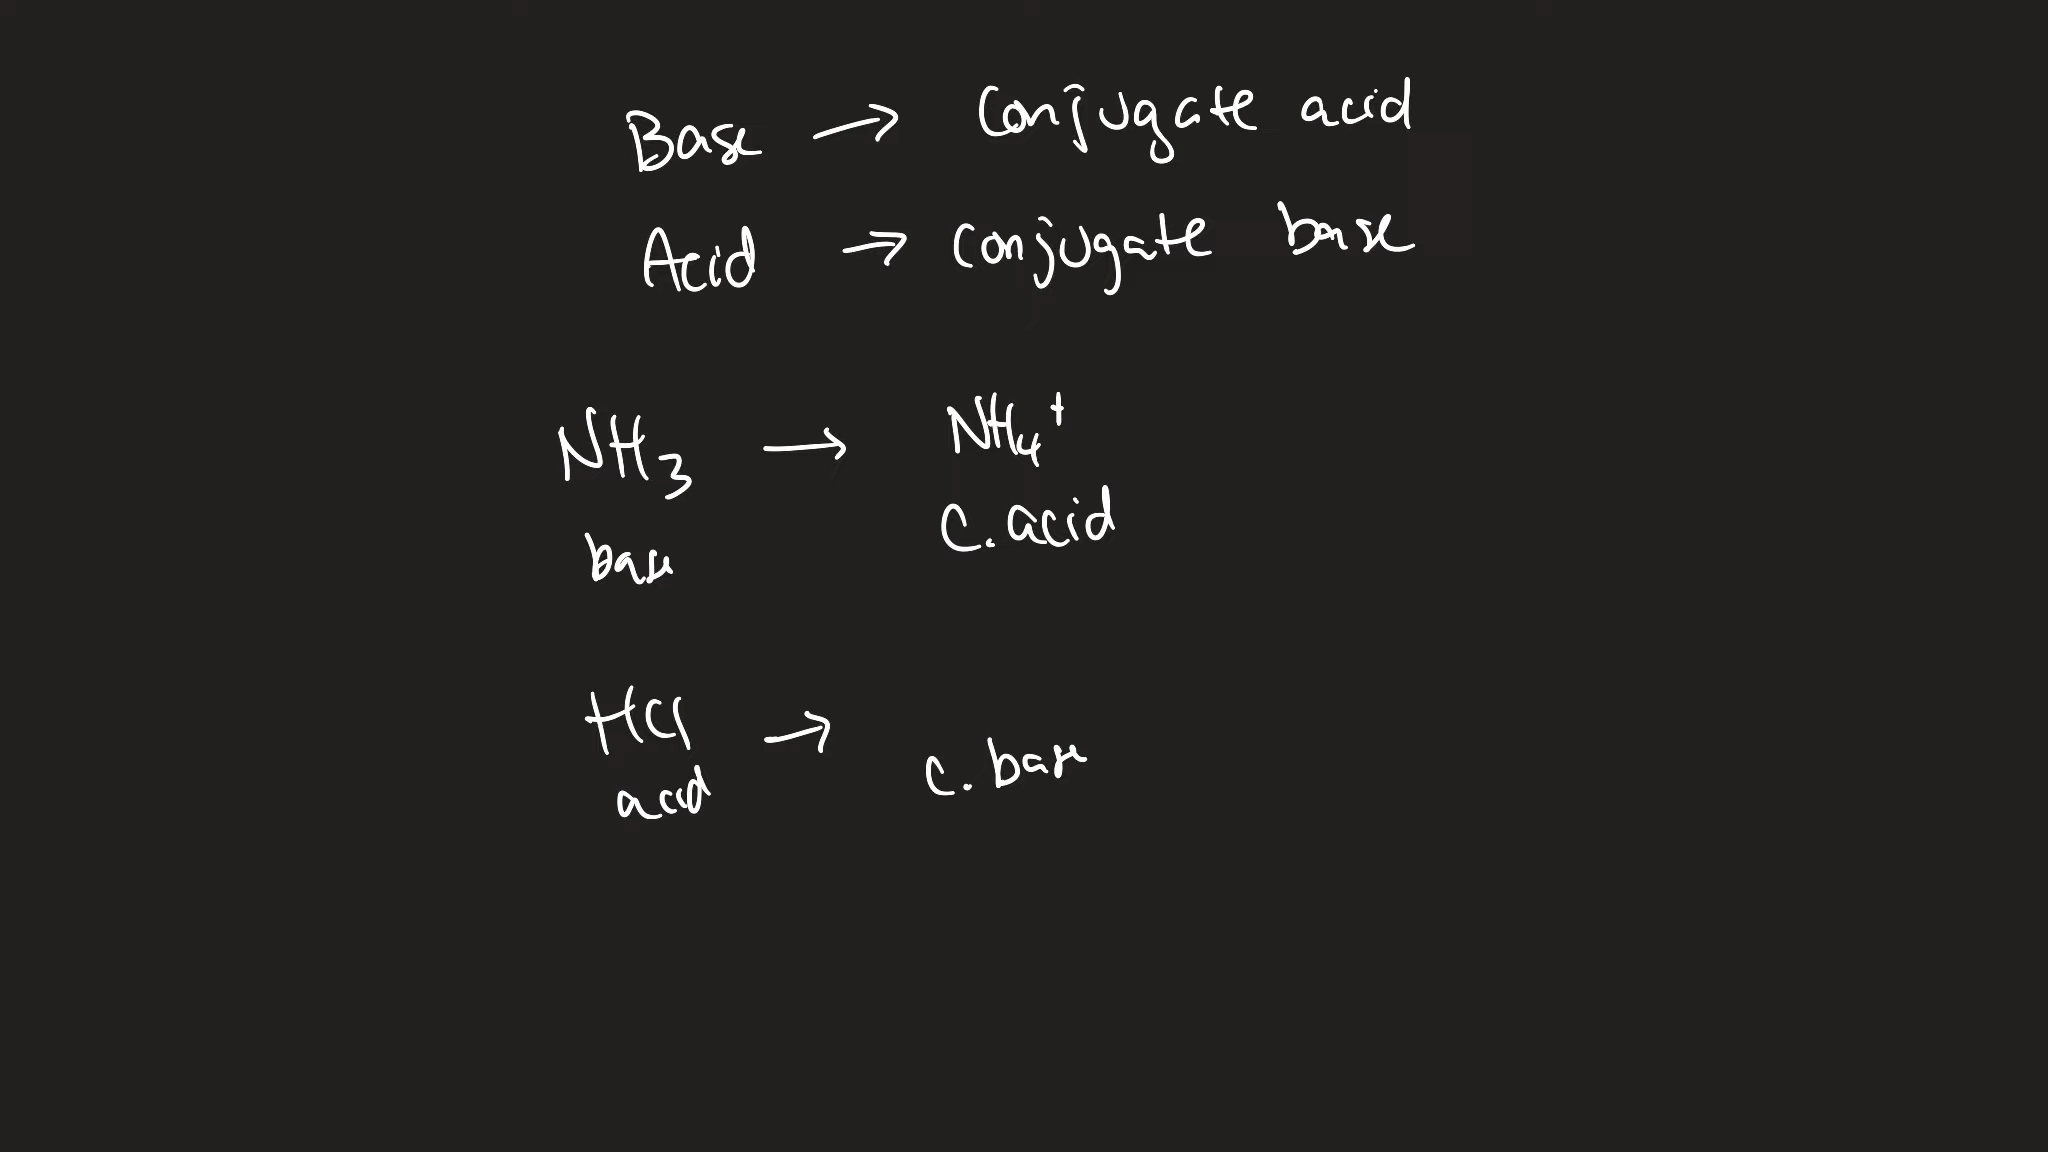 Base → Conjugate acid
Acid → conjugate base
NH₃ → NH₄⁺
base c. acid
HCl →
acid c. base